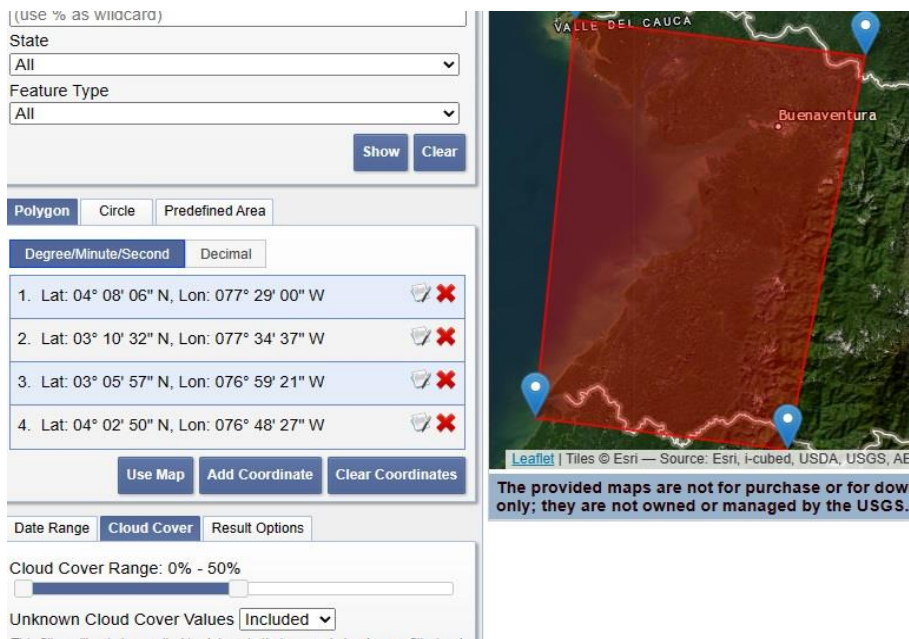 (use % as wildcard)
State
All
Feature Type
All
Show Clear
Polygon Circle Predefined Area
Degree/Minute/Second Decimal
1. Lat: 04° 08' 06" N, Lon: 077° 29' 00" W
2. Lat: 03° 10' 32" N, Lon: 077° 34' 37" W
3. Lat: 03° 05' 57" N, Lon: 076° 59' 21" W
4. Lat: 04° 02' 50" N, Lon: 076° 48' 27" W
Use Map Add Coordinate Clear Coordinates
Date Range Cloud Cover Result Options
Cloud Cover Range: 0% - 50%
Unknown Cloud Cover Values Included
VALLE DEL CAUCA
Buenaventura
Leaflet | Tiles © Esri — Source: Esri, i-cubed, USDA, USGS, AE
The provided maps are not for purchase or for dow
only; they are not owned or managed by the USGS.